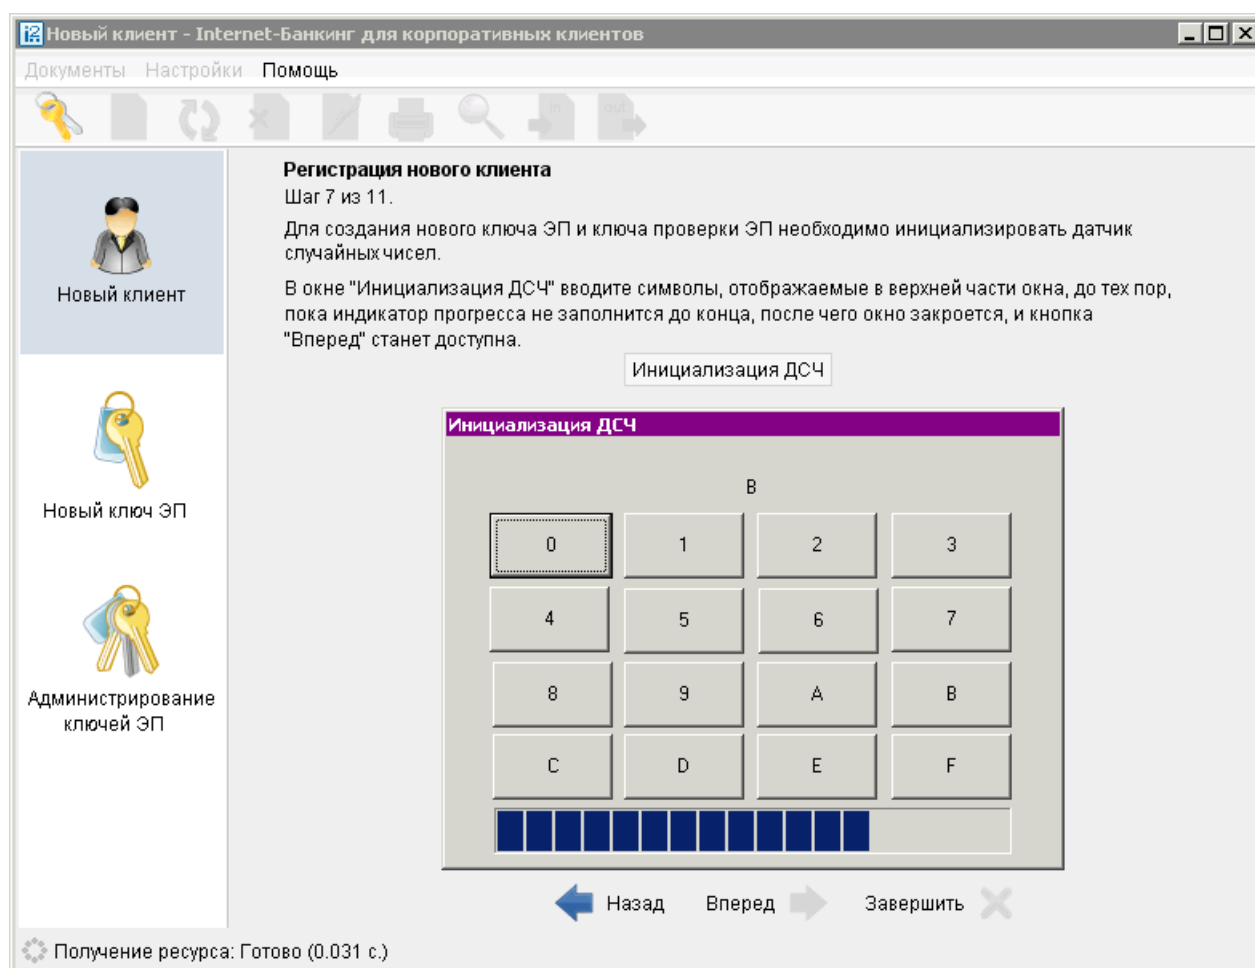 Новый клиент - Internet-Банкинг для корпоративных клиентов
Документы Настройки Помощь
in out
Новый клиент
Новый ключ ЭП
Администрирование
ключей ЭП
Регистрация нового клиента
Шаг 7 из 11.
Для создания нового ключа ЭП и ключа проверки ЭП необходимо инициализировать датчик
случайных чисел.
В окне "Инициализация ДСЧ" вводите символы, отображаемые в верхней части окна, до тех пор,
пока индикатор прогресса не заполнится до конца, после чего окно закроется, и кнопка
"Вперед" станет доступна.
Инициализация ДСЧ
Инициализация ДСЧ
B
0 1 2 3
4 5 6 7
8 9 A B
C D E F
Назад Вперед Завершить
Получение ресурса: Готово (0.031 с.)